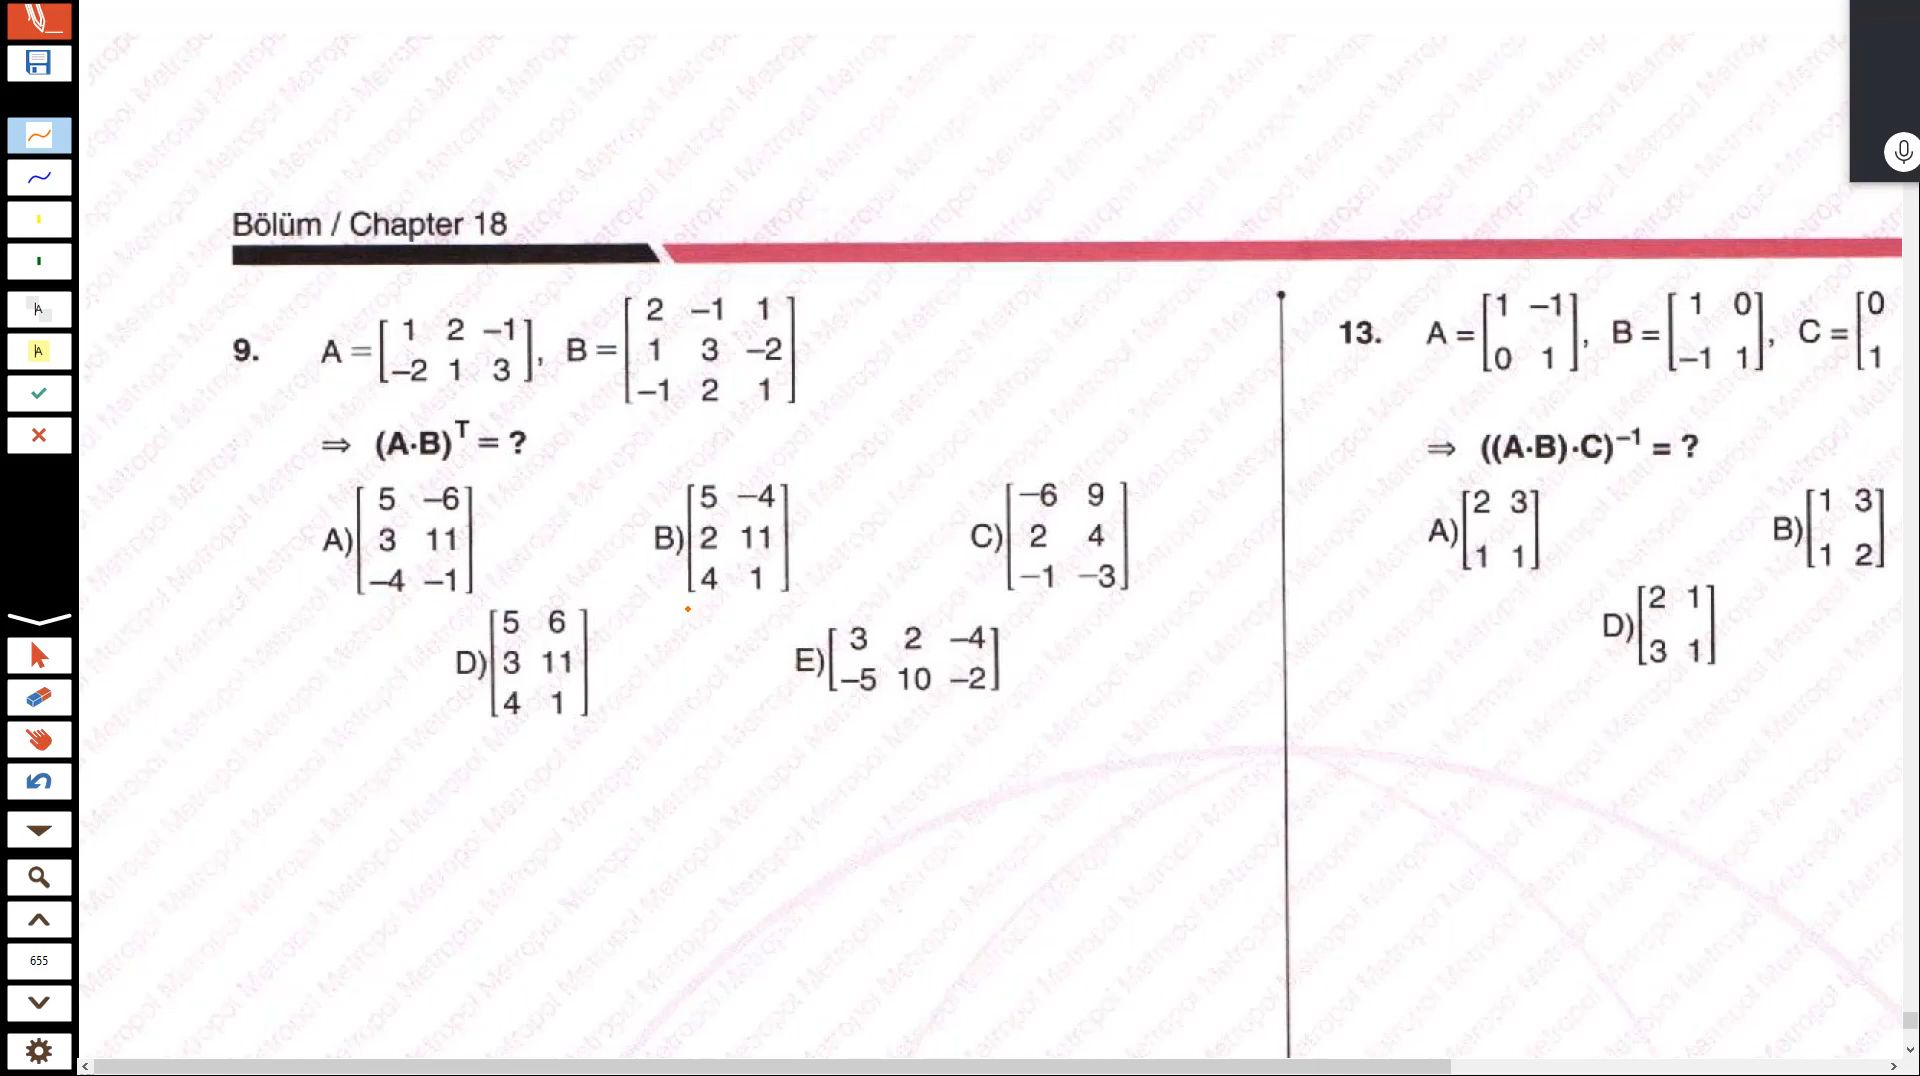 Bölüm / Chapter 18
9. A = [1 2 –1; –2 1 3], B = [2 –1 1; 1 3 –2; –1 2 1]
⇒ (A·B)ᵀ = ?
A) [5 –6; 3 11; –4 –1]
B) [5 –4; 2 11; 4 1]
C) [–6 9; 2 4; –1 –3]
D) [5 6; 3 11; 4 1]
E) [3 2 –4; –5 10 –2]
13. A = [1 –1; 0 1], B = [1 0; –1 1], C = [0; 1
⇒ ((A·B)·C)⁻¹ = ?
A) [2 3; 1 1]
B) [1 3; 1 2]
D) [2 1; 3 1]
Metropol
A
A
655